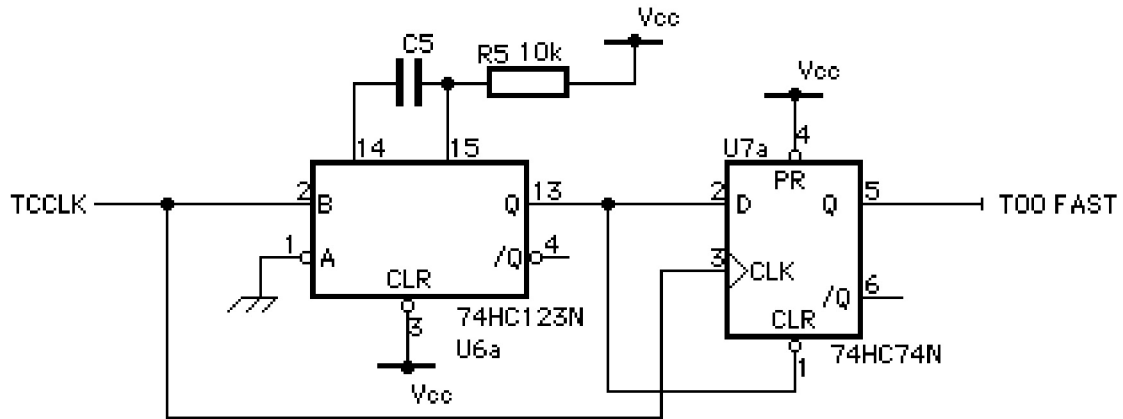 Vcc
C5
R5 10k
Vcc
14
15
U7a
4
PR
TCCLK
2
B
Q
13
2
D
Q
5
TOO FAST
1
A
/Q
4
3
CLK
CLR
/Q
6
3
74HC123N
U6a
CLR
1
74HC74N
Vcc